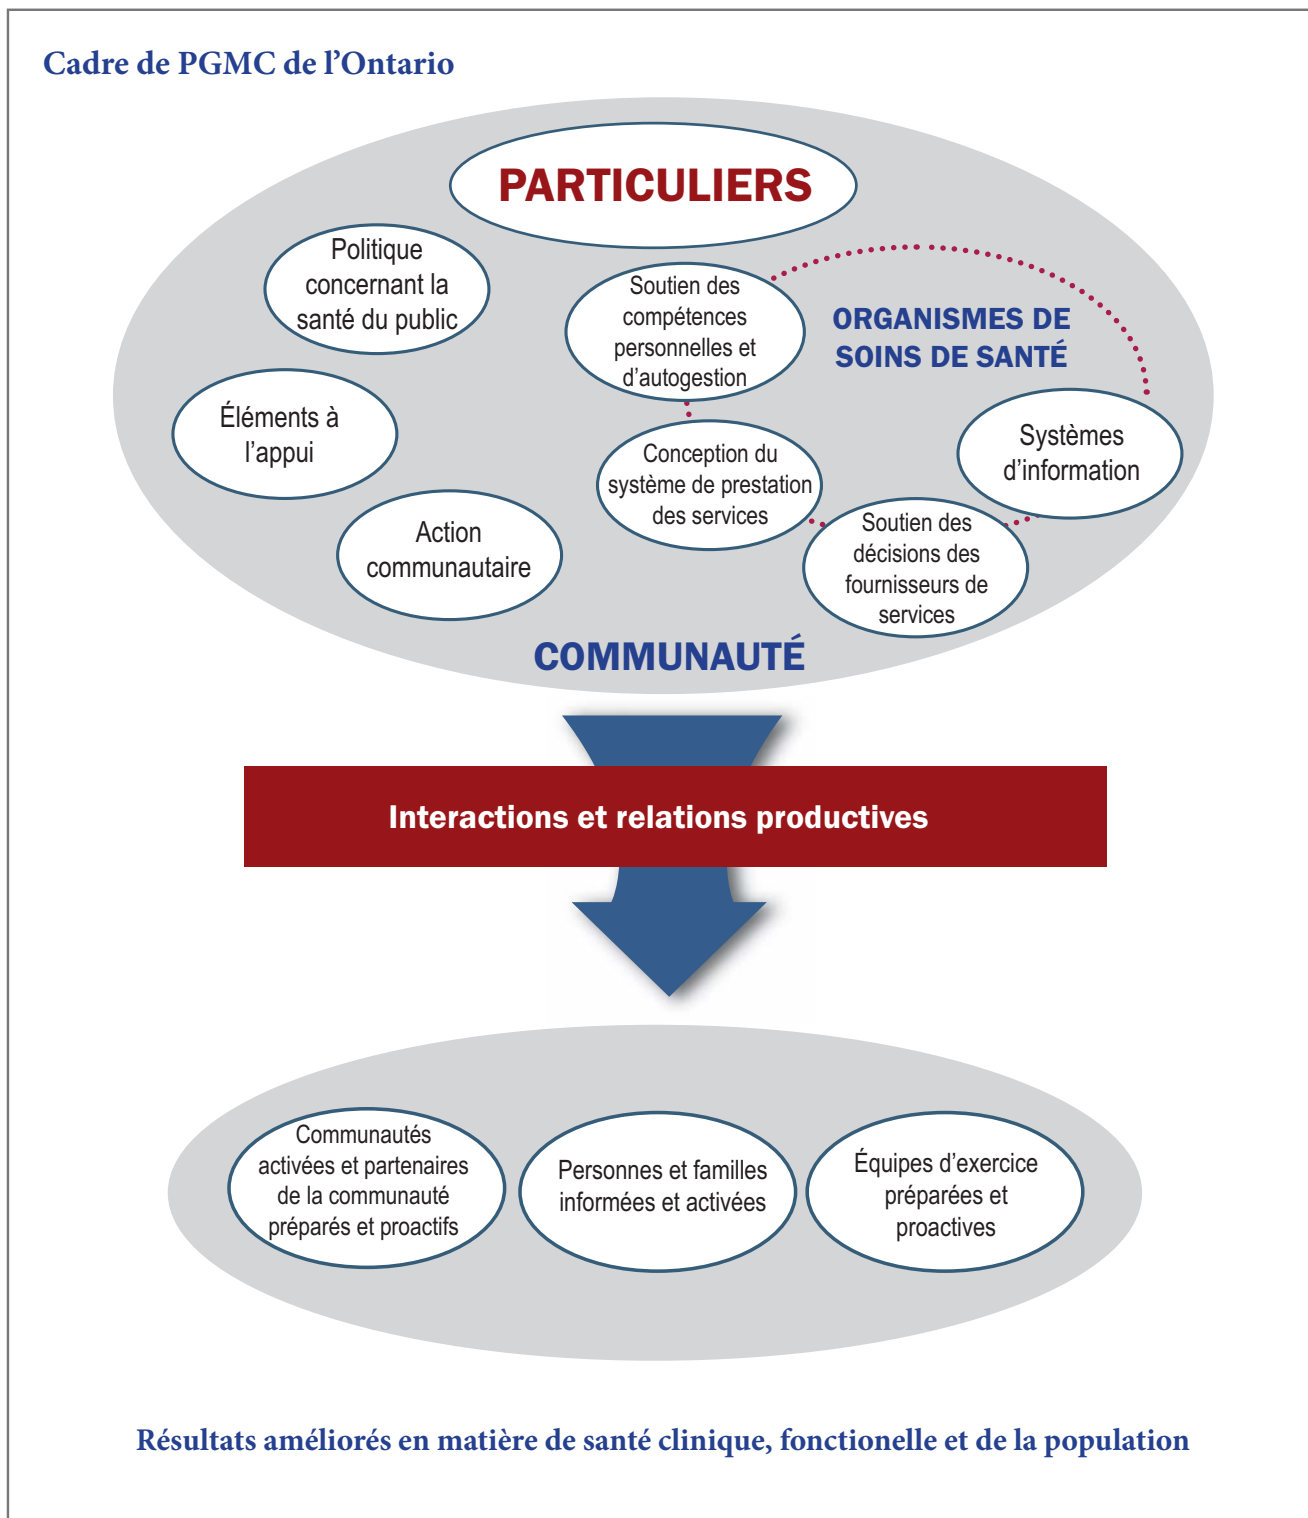 Cadre de PGMC de l’Ontario
PARTICULIERS
Politique
concernant la
santé du public
Éléments à
l’appui
Action
communautaire
Soutien des
compétences
personnelles et
d’autogestion
ORGANISMES DE
SOINS DE SANTÉ
Conception du
système de prestation
des services
Systèmes
d’information
Soutien des
décisions des
fournisseurs de
services
COMMUNAUTÉ
Interactions et relations productives
Communautés
activées et partenaires
de la communauté
préparés et proactifs
Personnes et familles
informées et activées
Équipes d’exercice
préparées et
proactives
Résultats améliorés en matière de santé clinique, fonctionelle et de la population